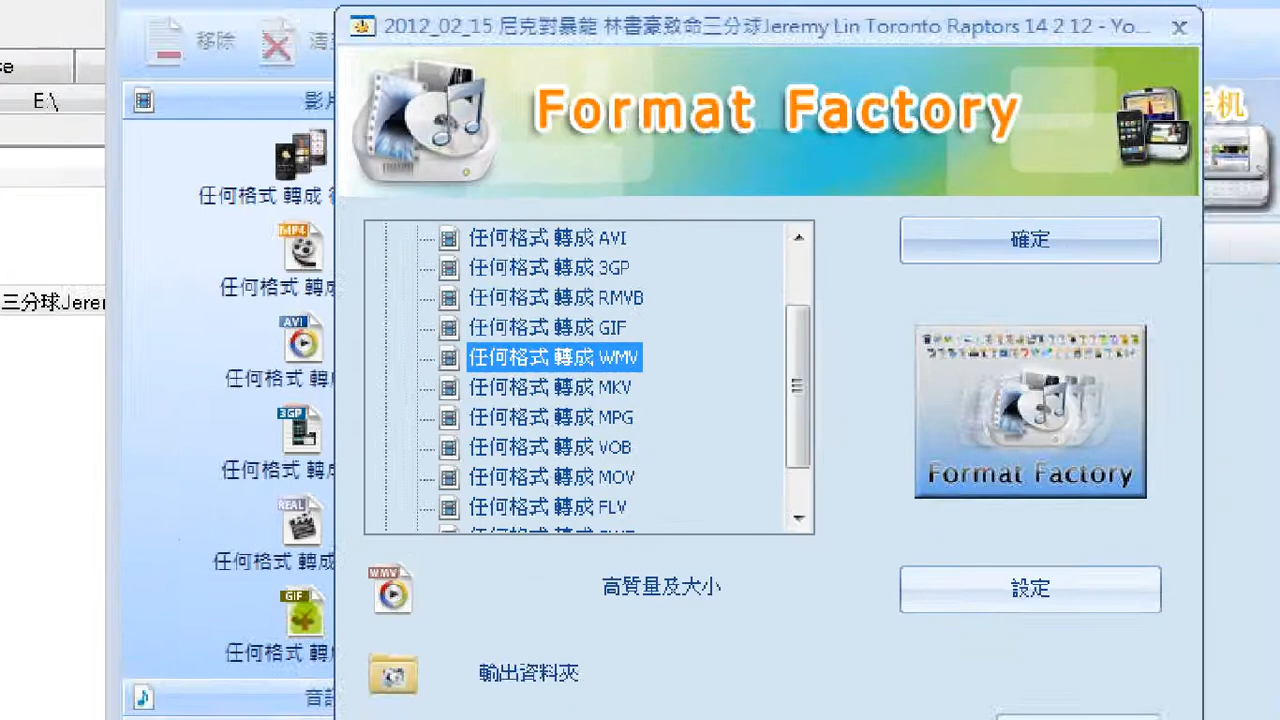 2012_02_15 尼克對暴龍 林書豪致命三分球Jeremy Lin Toronto Raptors 14 2 12 - Yo...
移除
清
E:\
影片
手机
Format Factory
任何格式 轉成
MP4
任何格式 轉成
AVI
任何格式 轉成
3GP
任何格式 轉成
REAL
任何格式 轉成
GIF
任何格式 轉成
三分球Jerem
任何格式 轉成 AVI
任何格式 轉成 3GP
任何格式 轉成 RMVB
任何格式 轉成 GIF
任何格式 轉成 WMV
任何格式 轉成 MKV
任何格式 轉成 MPG
任何格式 轉成 VOB
任何格式 轉成 MOV
任何格式 轉成 FLV
確定
Format Factory
WMV
高質量及大小
設定
輸出資料夾